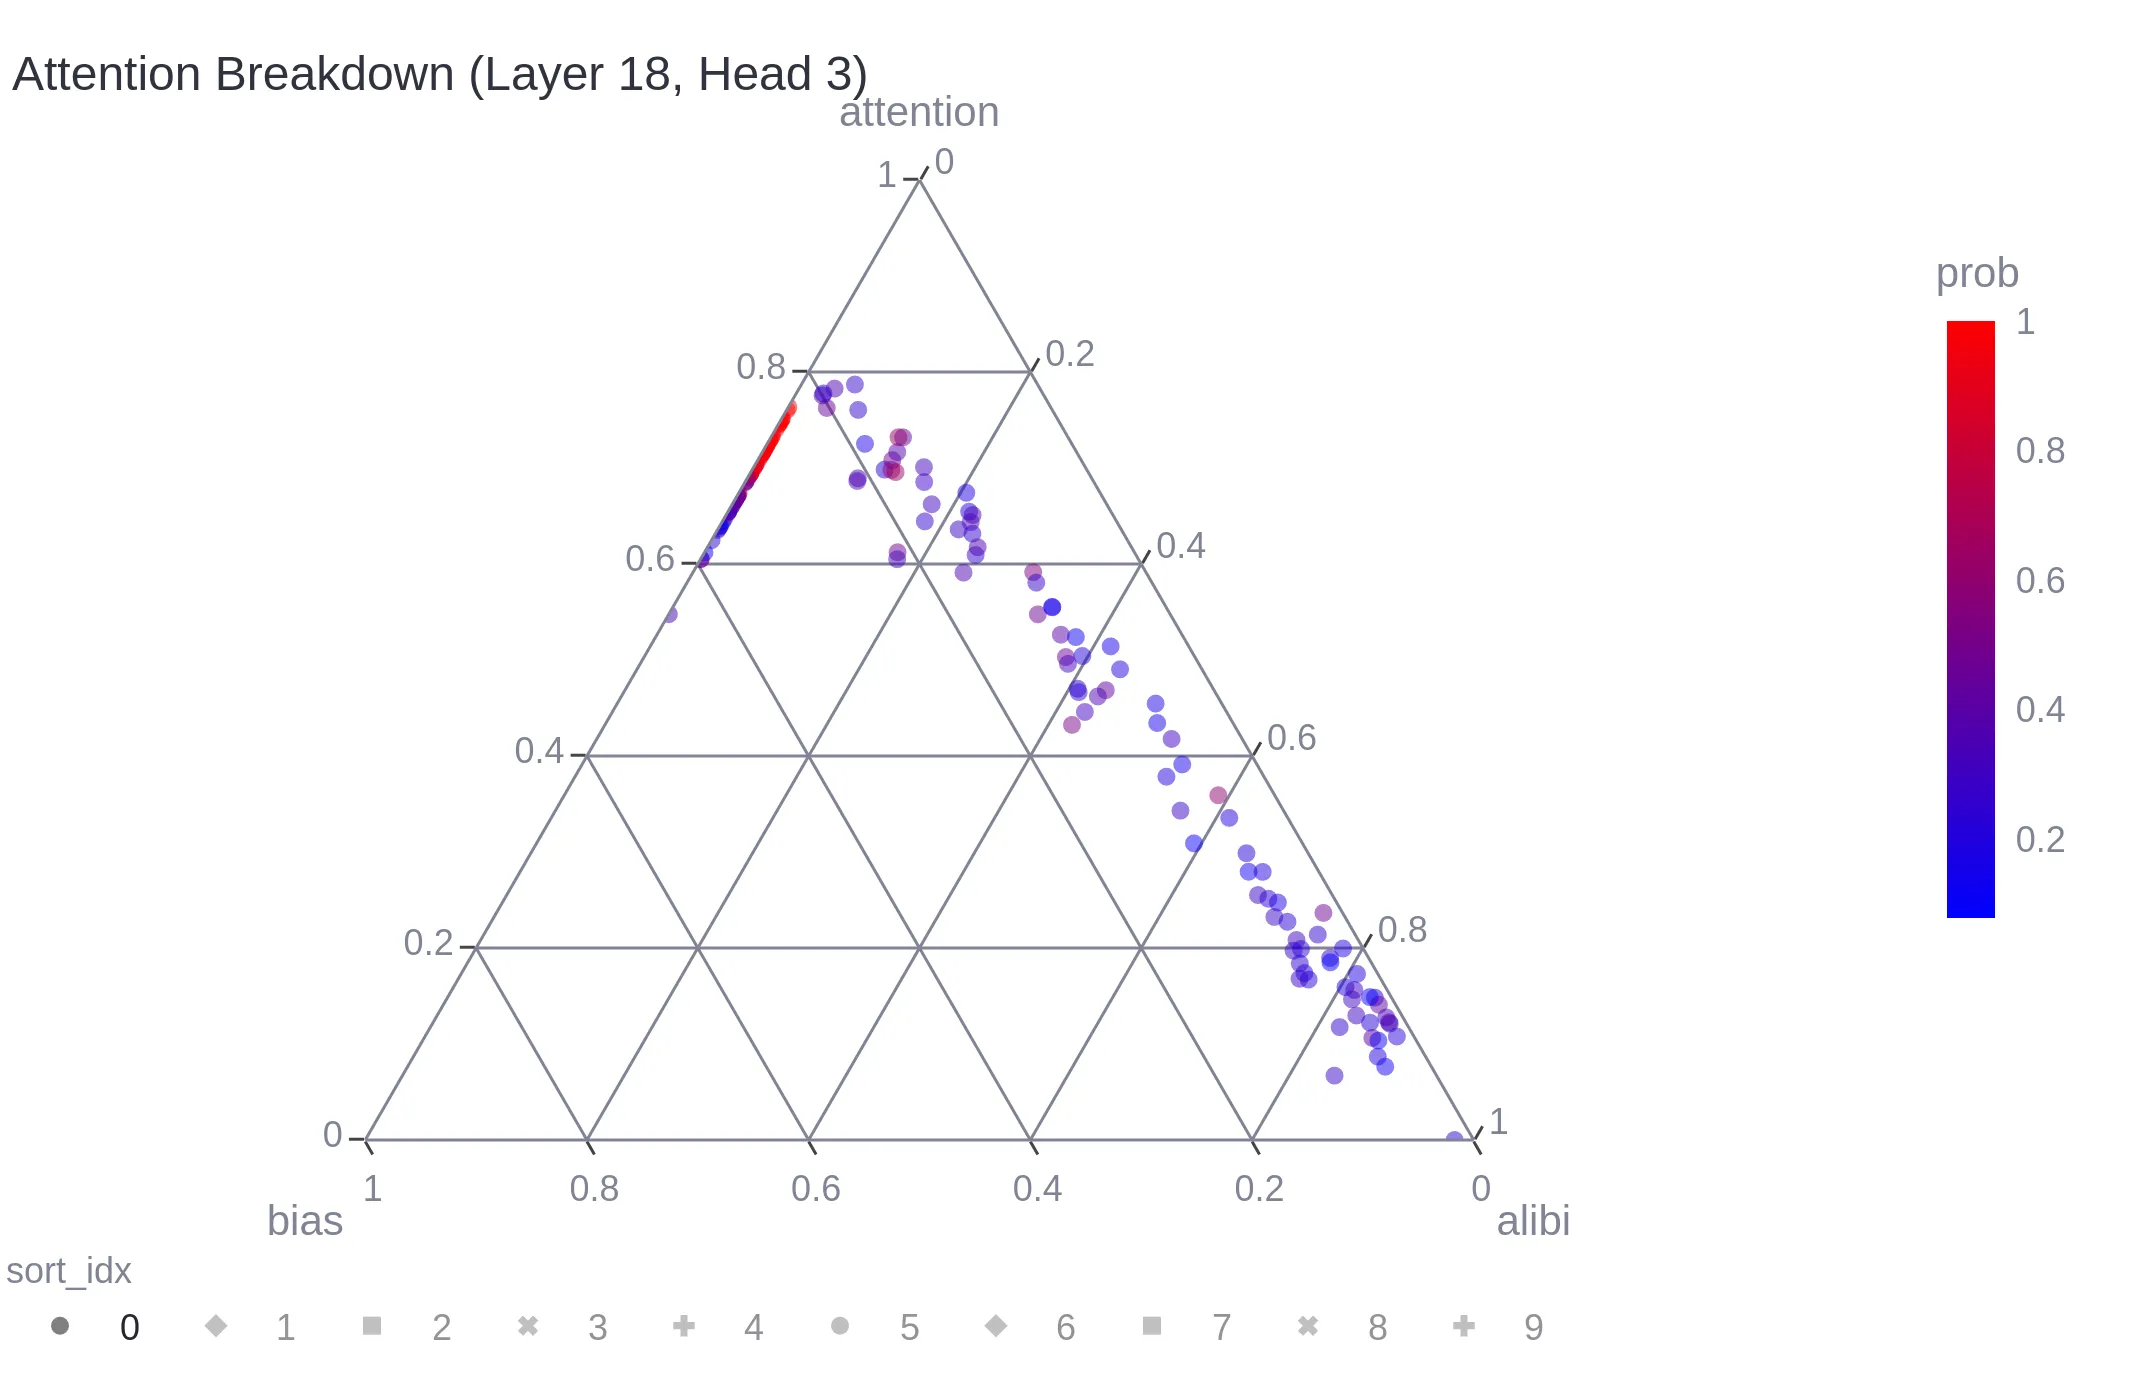 Attention Breakdown (Layer 18, Head 3)
attention
1 0
0.8 0.2
0.6 0.4
0.4 0.6
0.2 0.8
0 1
1 0.8 0.6 0.4 0.2 0
bias alibi
prob
1
0.8
0.6
0.4
0.2
sort_idx
0 1 2 3 4 5 6 7 8 9